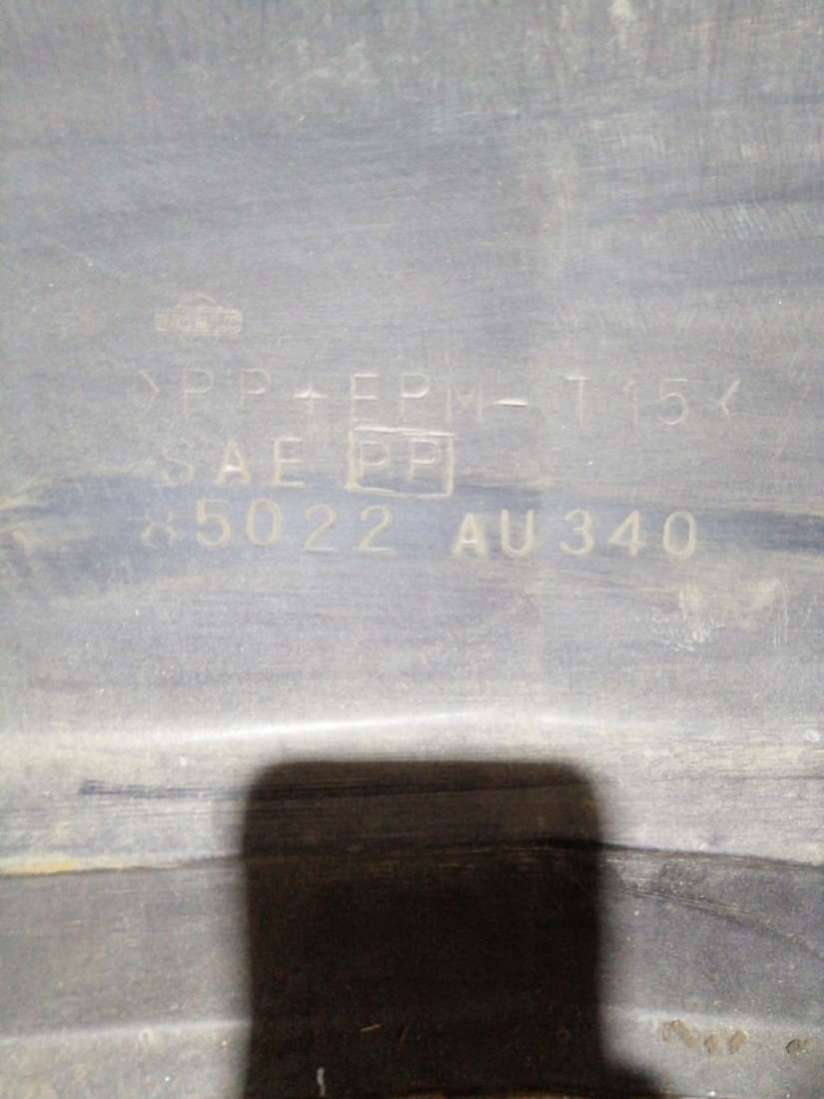 >PP+EPM-T15<
SAE PP
85022 AU340